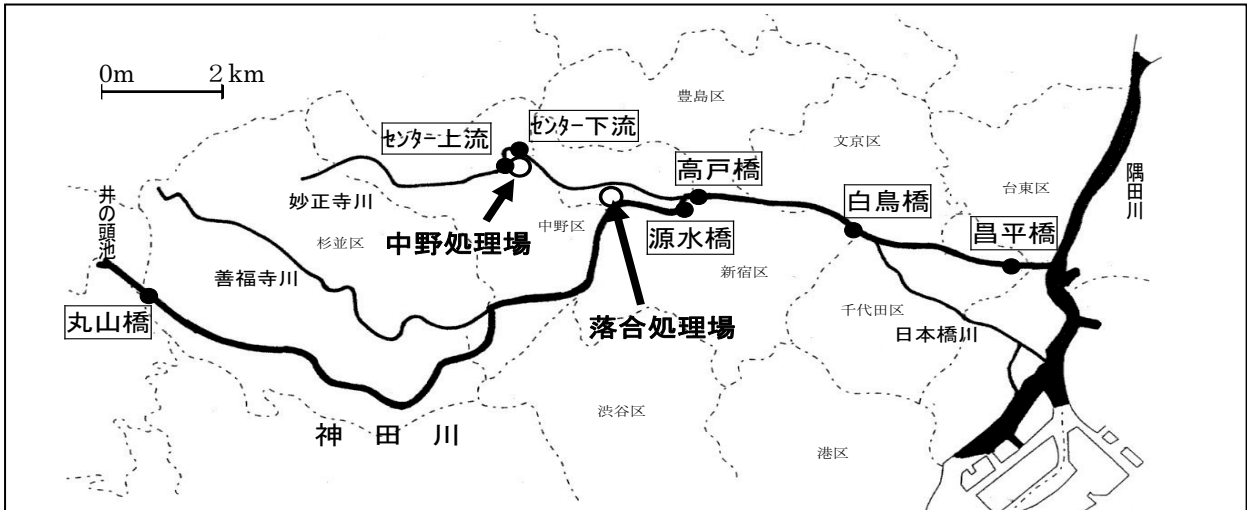 0m 2 km
豊島区
ｾﾝﾀｰ上流
ｾﾝﾀｰ下流
文京区
高戸橋
台東区
隅田川
井の頭池
妙正寺川
白鳥橋
杉並区
中野処理場
中野区
源水橋
昌平橋
新宿区
善福寺川
丸山橋
落合処理場
千代田区
日本橋川
渋谷区
神田川
港区